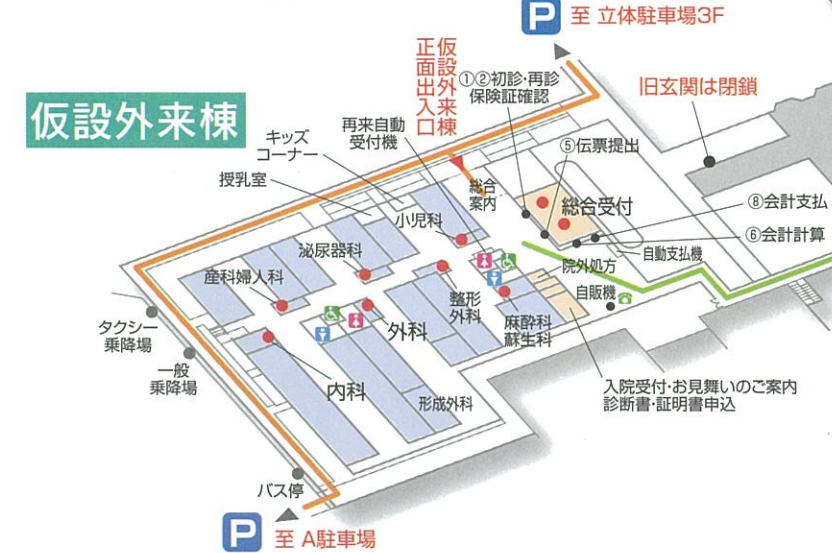 P 至 立体駐車場3F
仮設外来棟
正面出入口
①②初診・再診
保険証確認
旧玄関は閉鎖
仮設外来棟
キッズ
コーナー
再来自動
受付機
⑤伝票提出
授乳室
総合
案内
総合受付
⑧会計支払
小児科
⑥会計計算
泌尿器科
自動支払機
院外処方
産科婦人科
自販機
整形
外科
タクシー
乗降場
外科
麻酔科
蘇生科
一般
乗降場
内科
形成外科
入院受付・お見舞いのご案内
診断書・証明書申込
バス停
P 至 A駐車場